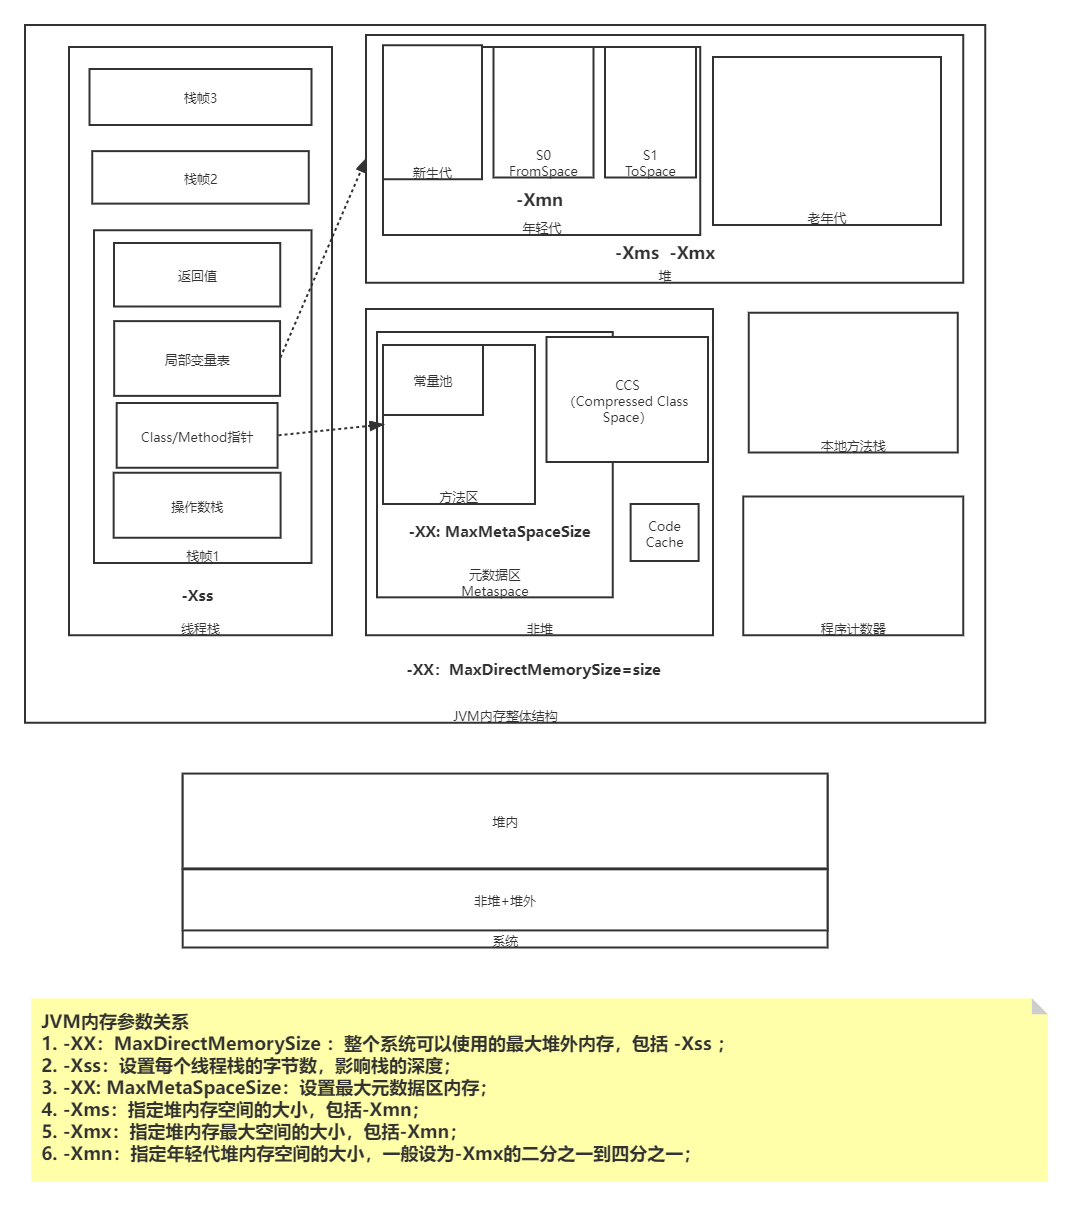 栈帧3
栈帧2
返回值
局部变量表
Class/Method指针
操作数栈
栈帧1
-Xss
线程栈
新生代
S0
FromSpace
S1
ToSpace
-Xmn
年轻代
老年代
-Xms -Xmx
堆
常量池
方法区
CCS
（Compressed Class
Space）
-XX: MaxMetaSpaceSize
Code
Cache
元数据区
Metaspace
非堆
本地方法栈
程序计数器
-XX：MaxDirectMemorySize=size
JVM内存整体结构
堆内
非堆+堆外
系统
JVM内存参数关系
1. -XX：MaxDirectMemorySize ：整个系统可以使用的最大堆外内存，包括 -Xss ；
2. -Xss：设置每个线程栈的字节数，影响栈的深度；
3. -XX: MaxMetaSpaceSize：设置最大元数据区内存；
4. -Xms：指定堆内存空间的大小，包括-Xmn；
5. -Xmx：指定堆内存最大空间的大小，包括-Xmn；
6. -Xmn：指定年轻代堆内存空间的大小，一般设为-Xmx的二分之一到四分之一；